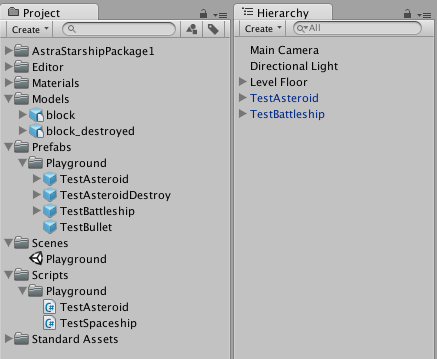 Project
Create
AstraStarshipPackage1
Editor
Materials
Models
block
block_destroyed
Prefabs
Playground
TestAsteroid
TestAsteroidDestroy
TestBattleship
TestBullet
Scenes
Playground
Scripts
Playground
C# TestAsteroid
C# TestSpaceship
Standard Assets
Hierarchy
Create All
Main Camera
Directional Light
Level Floor
TestAsteroid
TestBattleship